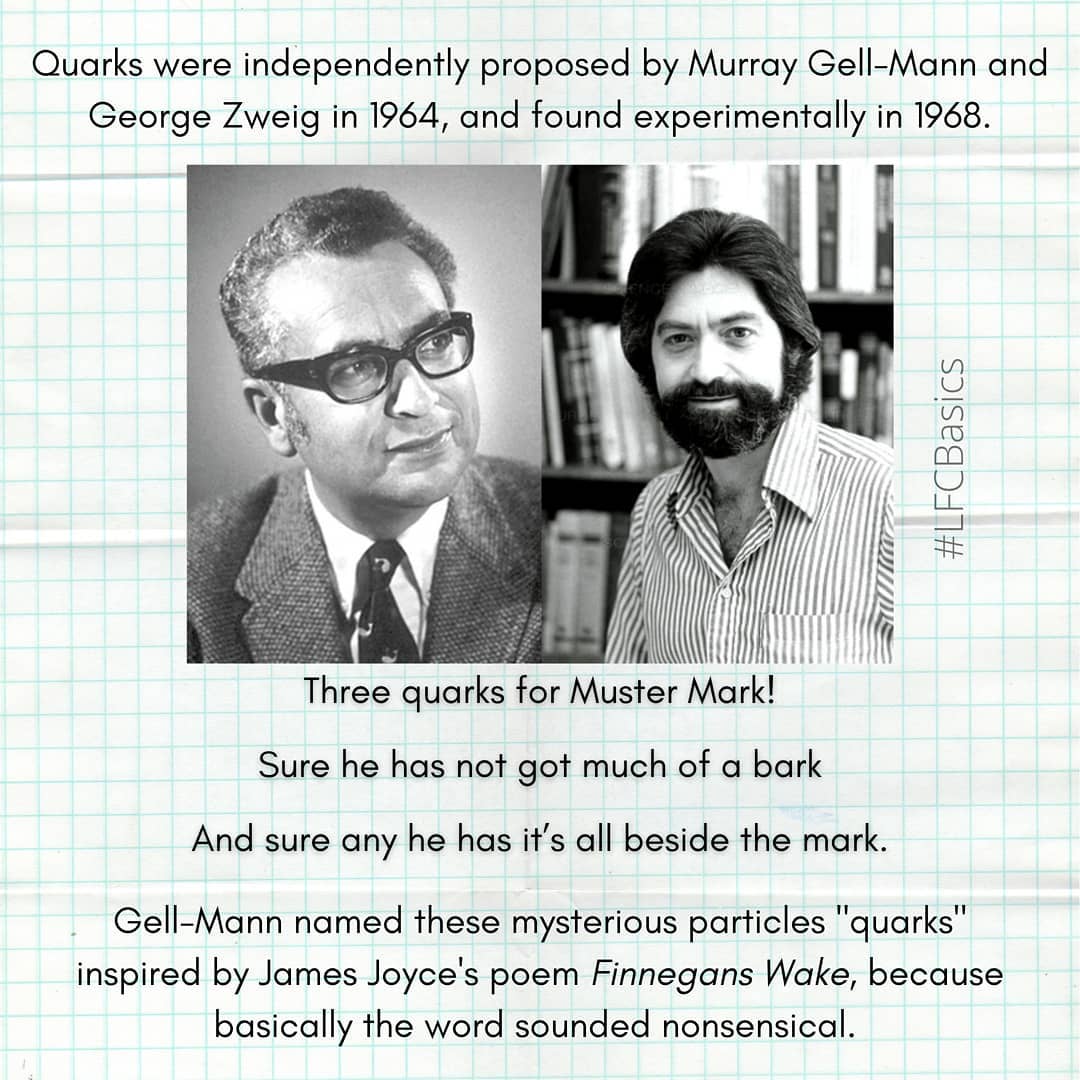 Quarks were independently proposed by Murray Gell-Mann and
George Zweig in 1964, and found experimentally in 1968.
#LFCBasics
Three quarks for Muster Mark!
Sure he has not got much of a bark
And sure any he has it’s all beside the mark.
Gell-Mann named these mysterious particles "quarks"
inspired by James Joyce's poem Finnegans Wake, because
basically the word sounded nonsensical.